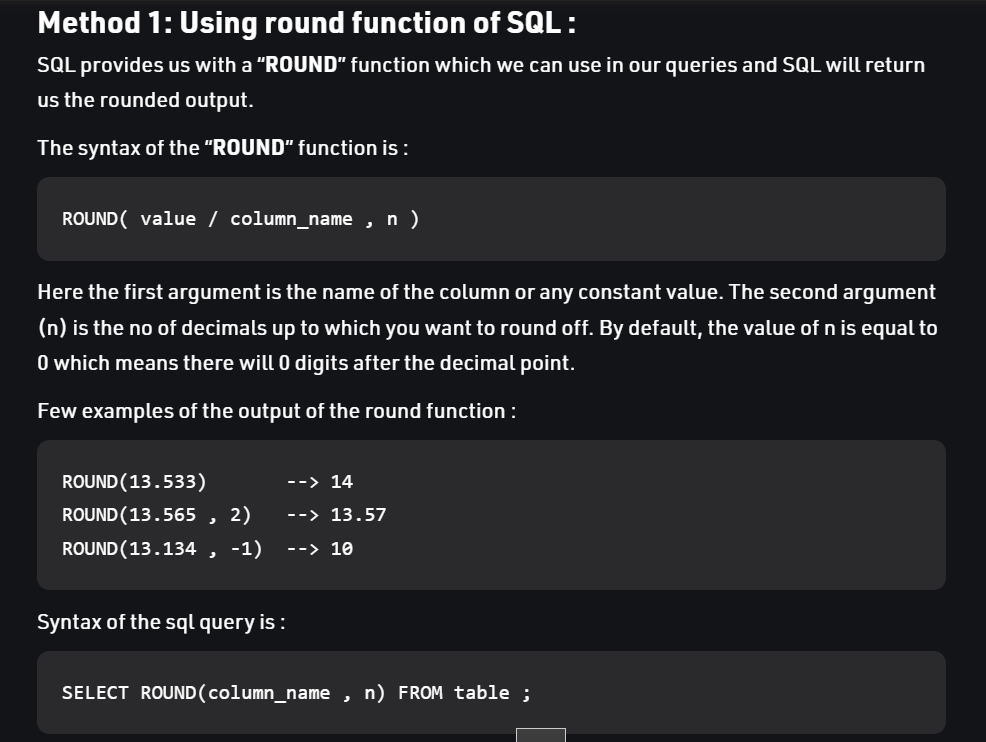 Method 1: Using round function of SQL :
SQL provides us with a “ROUND” function which we can use in our queries and SQL will return
us the rounded output.
The syntax of the “ROUND” function is :
ROUND( value / column_name , n )
Here the first argument is the name of the column or any constant value. The second argument
(n) is the no of decimals up to which you want to round off. By default, the value of n is equal to
0 which means there will 0 digits after the decimal point.
Few examples of the output of the round function :
ROUND(13.533) --> 14
ROUND(13.565 , 2) --> 13.57
ROUND(13.134 , -1) --> 10
Syntax of the sql query is :
SELECT ROUND(column_name , n) FROM table ;